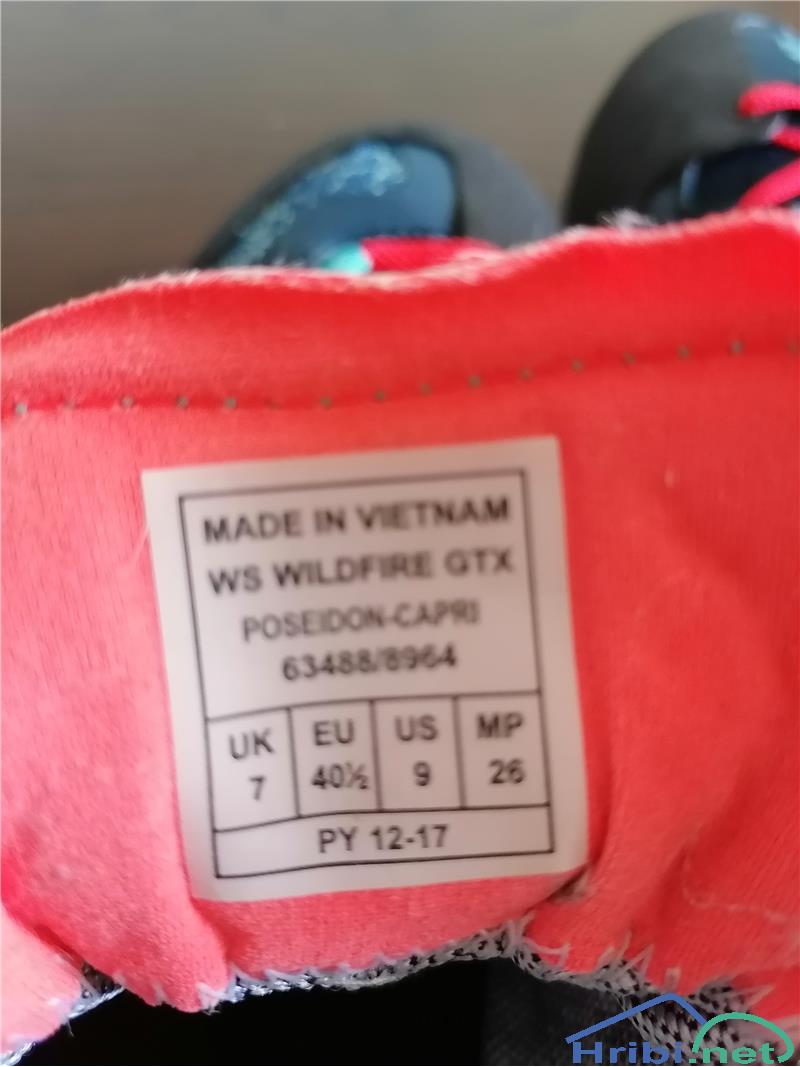 MADE IN VIETNAM
WS WILDFIRE GTX
POSEIDON-CAPRI
63488/8964
UK EU US MP
7 40½ 9 26
PY 12-17
Hribi.net